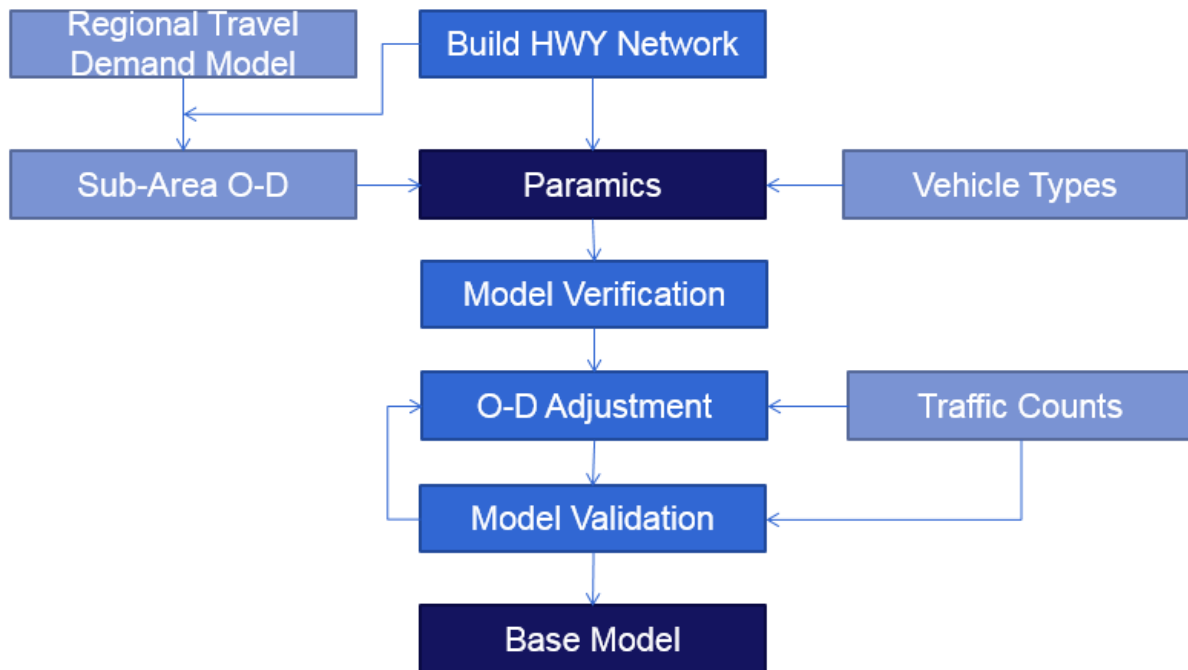 Regional Travel
Demand Model
Build HWY Network
Sub-Area O-D
Paramics
Vehicle Types
Model Verification
O-D Adjustment
Traffic Counts
Model Validation
Base Model